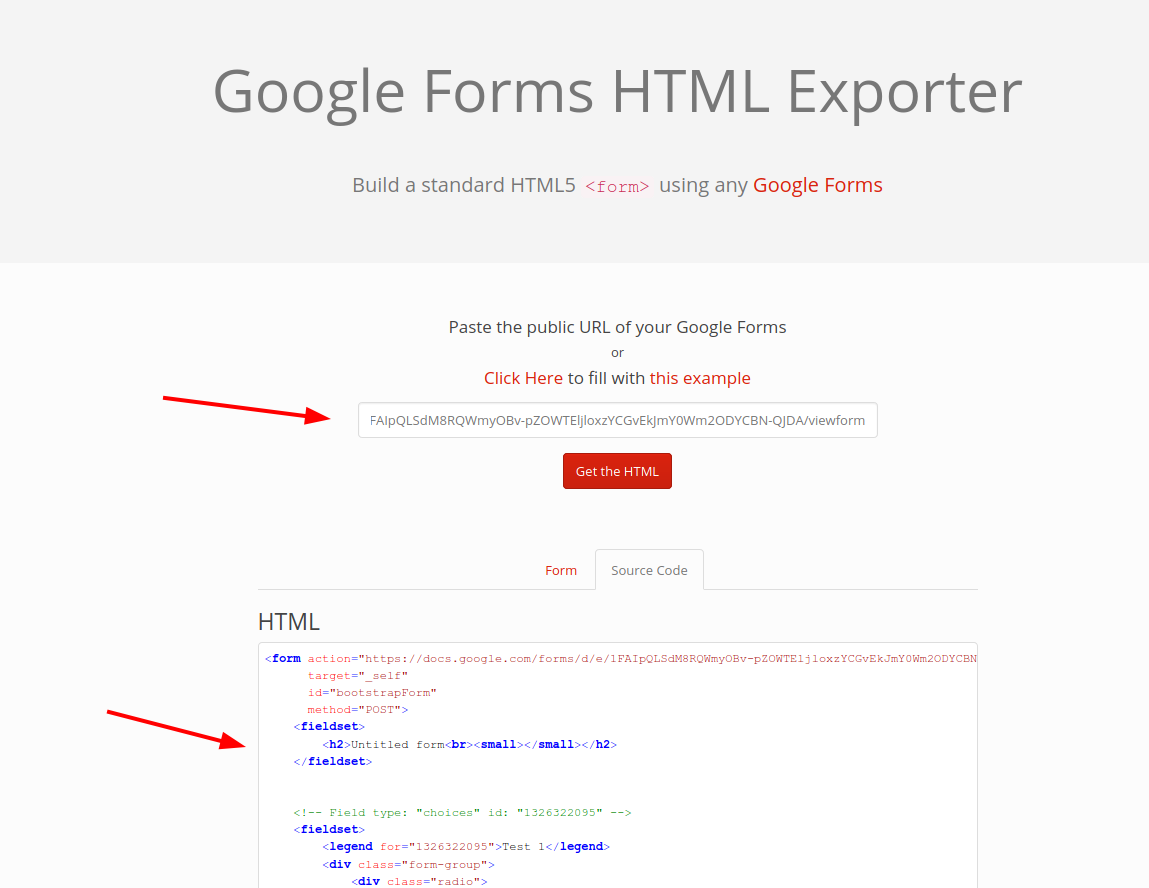 Google Forms HTML Exporter
Build a standard HTML5 <form> using any Google Forms
Paste the public URL of your Google Forms
or
Click Here to fill with this example
FAIpQLSdM8RQWmyOBv-pZOWTEljloxzYCGvEkJmY0Wm2ODYCBN-QJDA/viewform
Get the HTML
Form
Source Code
HTML
<form action="https://docs.google.com/forms/d/e/1FAIpQLSdM8RQWmyOBv-pZOWTEljloxzYCGvEkJmY0Wm2ODYCBN
target="_self"
id="bootstrapForm"
method="POST">
<fieldset>
<h2>Untitled form<br><small></small></h2>
</fieldset>
<!-- Field type: "choices" id: "1326322095" -->
<fieldset>
<legend for="1326322095">Test 1</legend>
<div class="form-group">
<div class="radio">